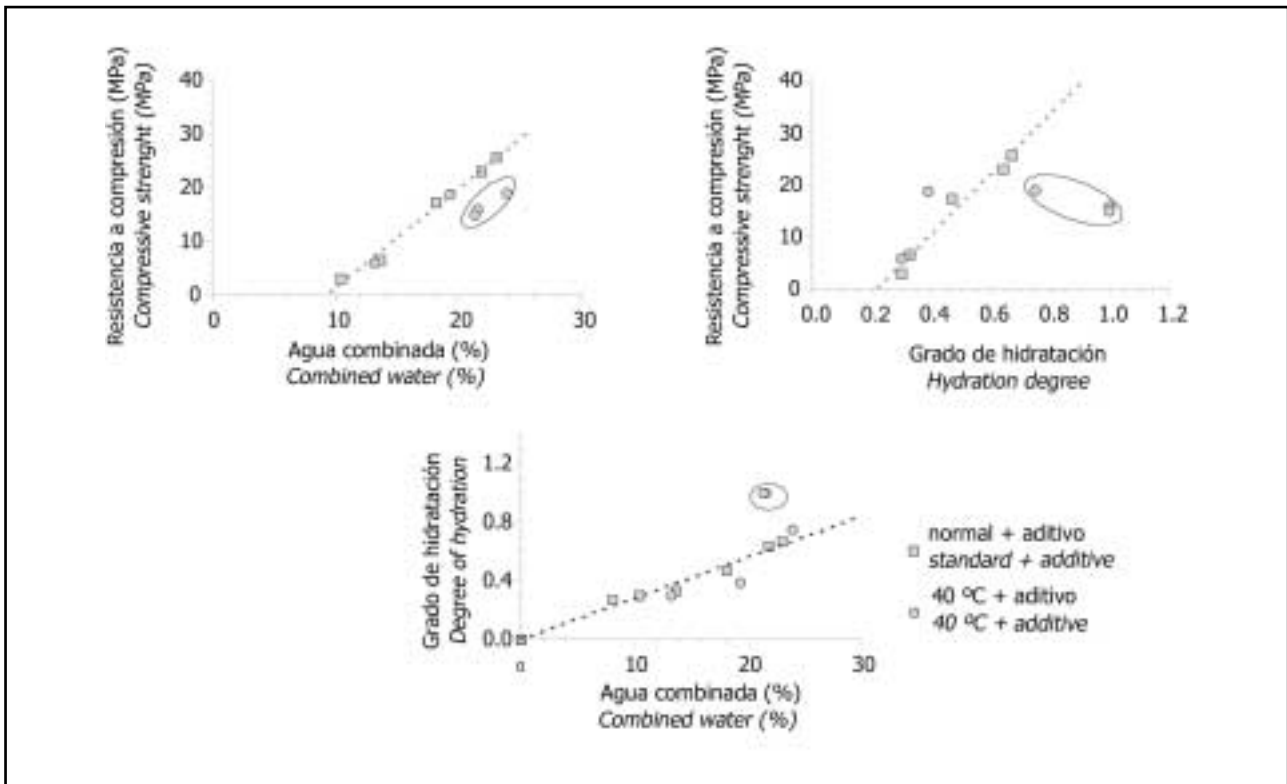 Resistencia a compresión (MPa)
Compressive strenght (MPa)
40
30
20
10
0
0
10
20
30
Agua combinada (%)
Combined water (%)
Resistencia a compresión (MPa)
Compressive strenght (MPa)
40
30
20
10
0
0.0
0.2
0.4
0.6
0.8
1.0
1.2
Grado de hidratación
Hydration degree
Grado de hidratación
Degree of hydration
1.2
0.8
0.4
0.0
0
10
20
30
Agua combinada (%)
Combined water (%)
normal + aditivo
standard + additive
40 ºC + aditivo
40 ºC + additive